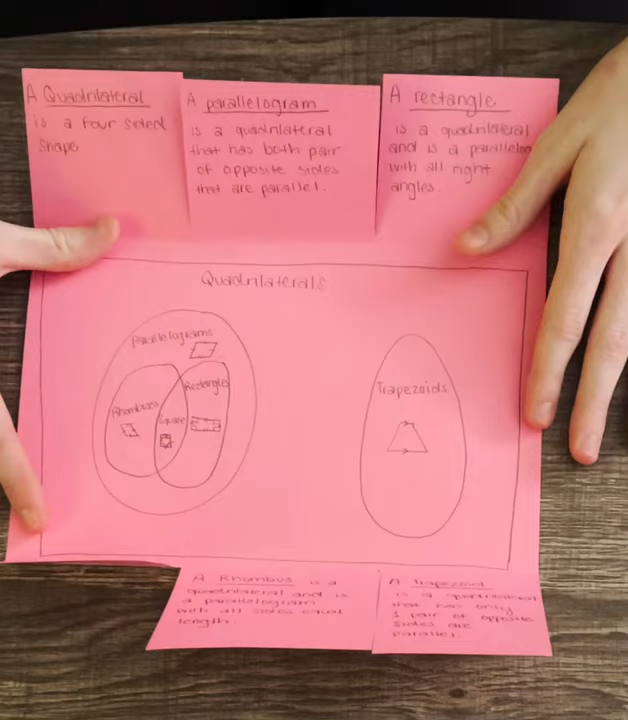 A Quadrilateral
is a four sided
shape
A parallelogram
is a quadrilateral
that has both pair
of opposite sides
that are parallel.
A rectangle
is a quadrilateral
and is a parallelog
with all right
angles.
Quadrilaterals
Parallelograms
Rhombuses
Square
Rectangles
Trapezoids
A Rhombus is a
quadrilateral and is
a parallelogram
with all sides equal
length.
A Trapezoid
is a quadrilateral
that has only
1 pair of opposite
sides are
parallel.